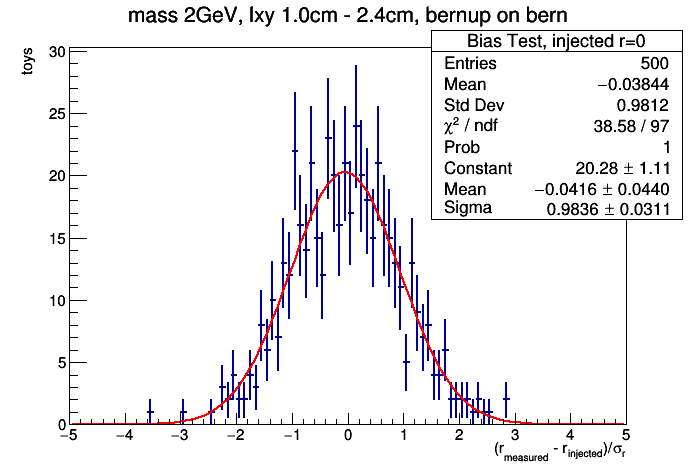 mass 2GeV, lxy 1.0cm - 2.4cm, bernup on bern
Bias Test, injected r=0
Entries 500
Mean −0.03844
Std Dev 0.9812
χ² / ndf 38.58 / 97
Prob 1
Constant 20.28 ± 1.11
Mean −0.0416 ± 0.0440
Sigma 0.9836 ± 0.0311
toys
30
25
20
15
10
5
0
−5 −4 −3 −2 −1 0 1 2 3 4 5
(r_measured - r_injected)/σ_r